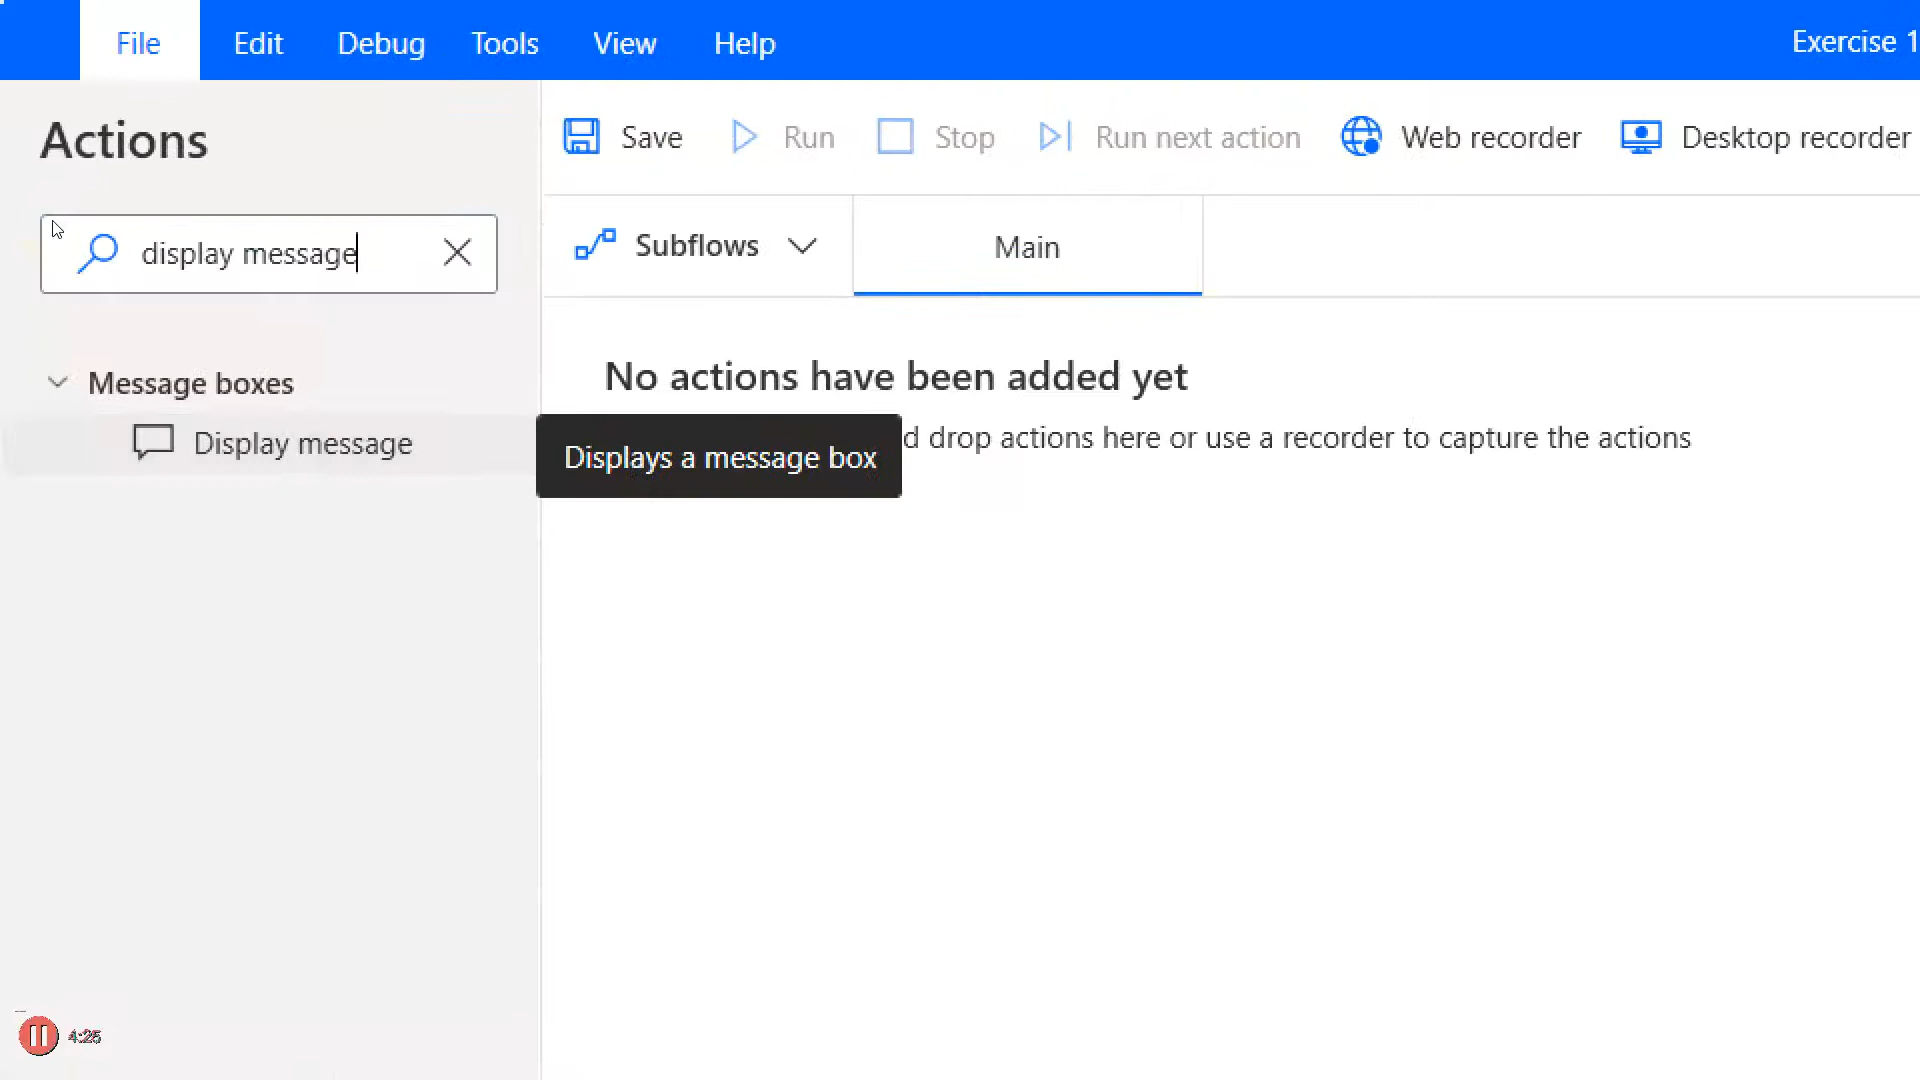 File Edit Debug Tools View Help Exercise 1
Actions
Save Run Stop Run next action Web recorder Desktop recorder
display message
Subflows Main
No actions have been added yet
Message boxes
d drop actions here or use a recorder to capture the actions
Display message
Displays a message box
4:25